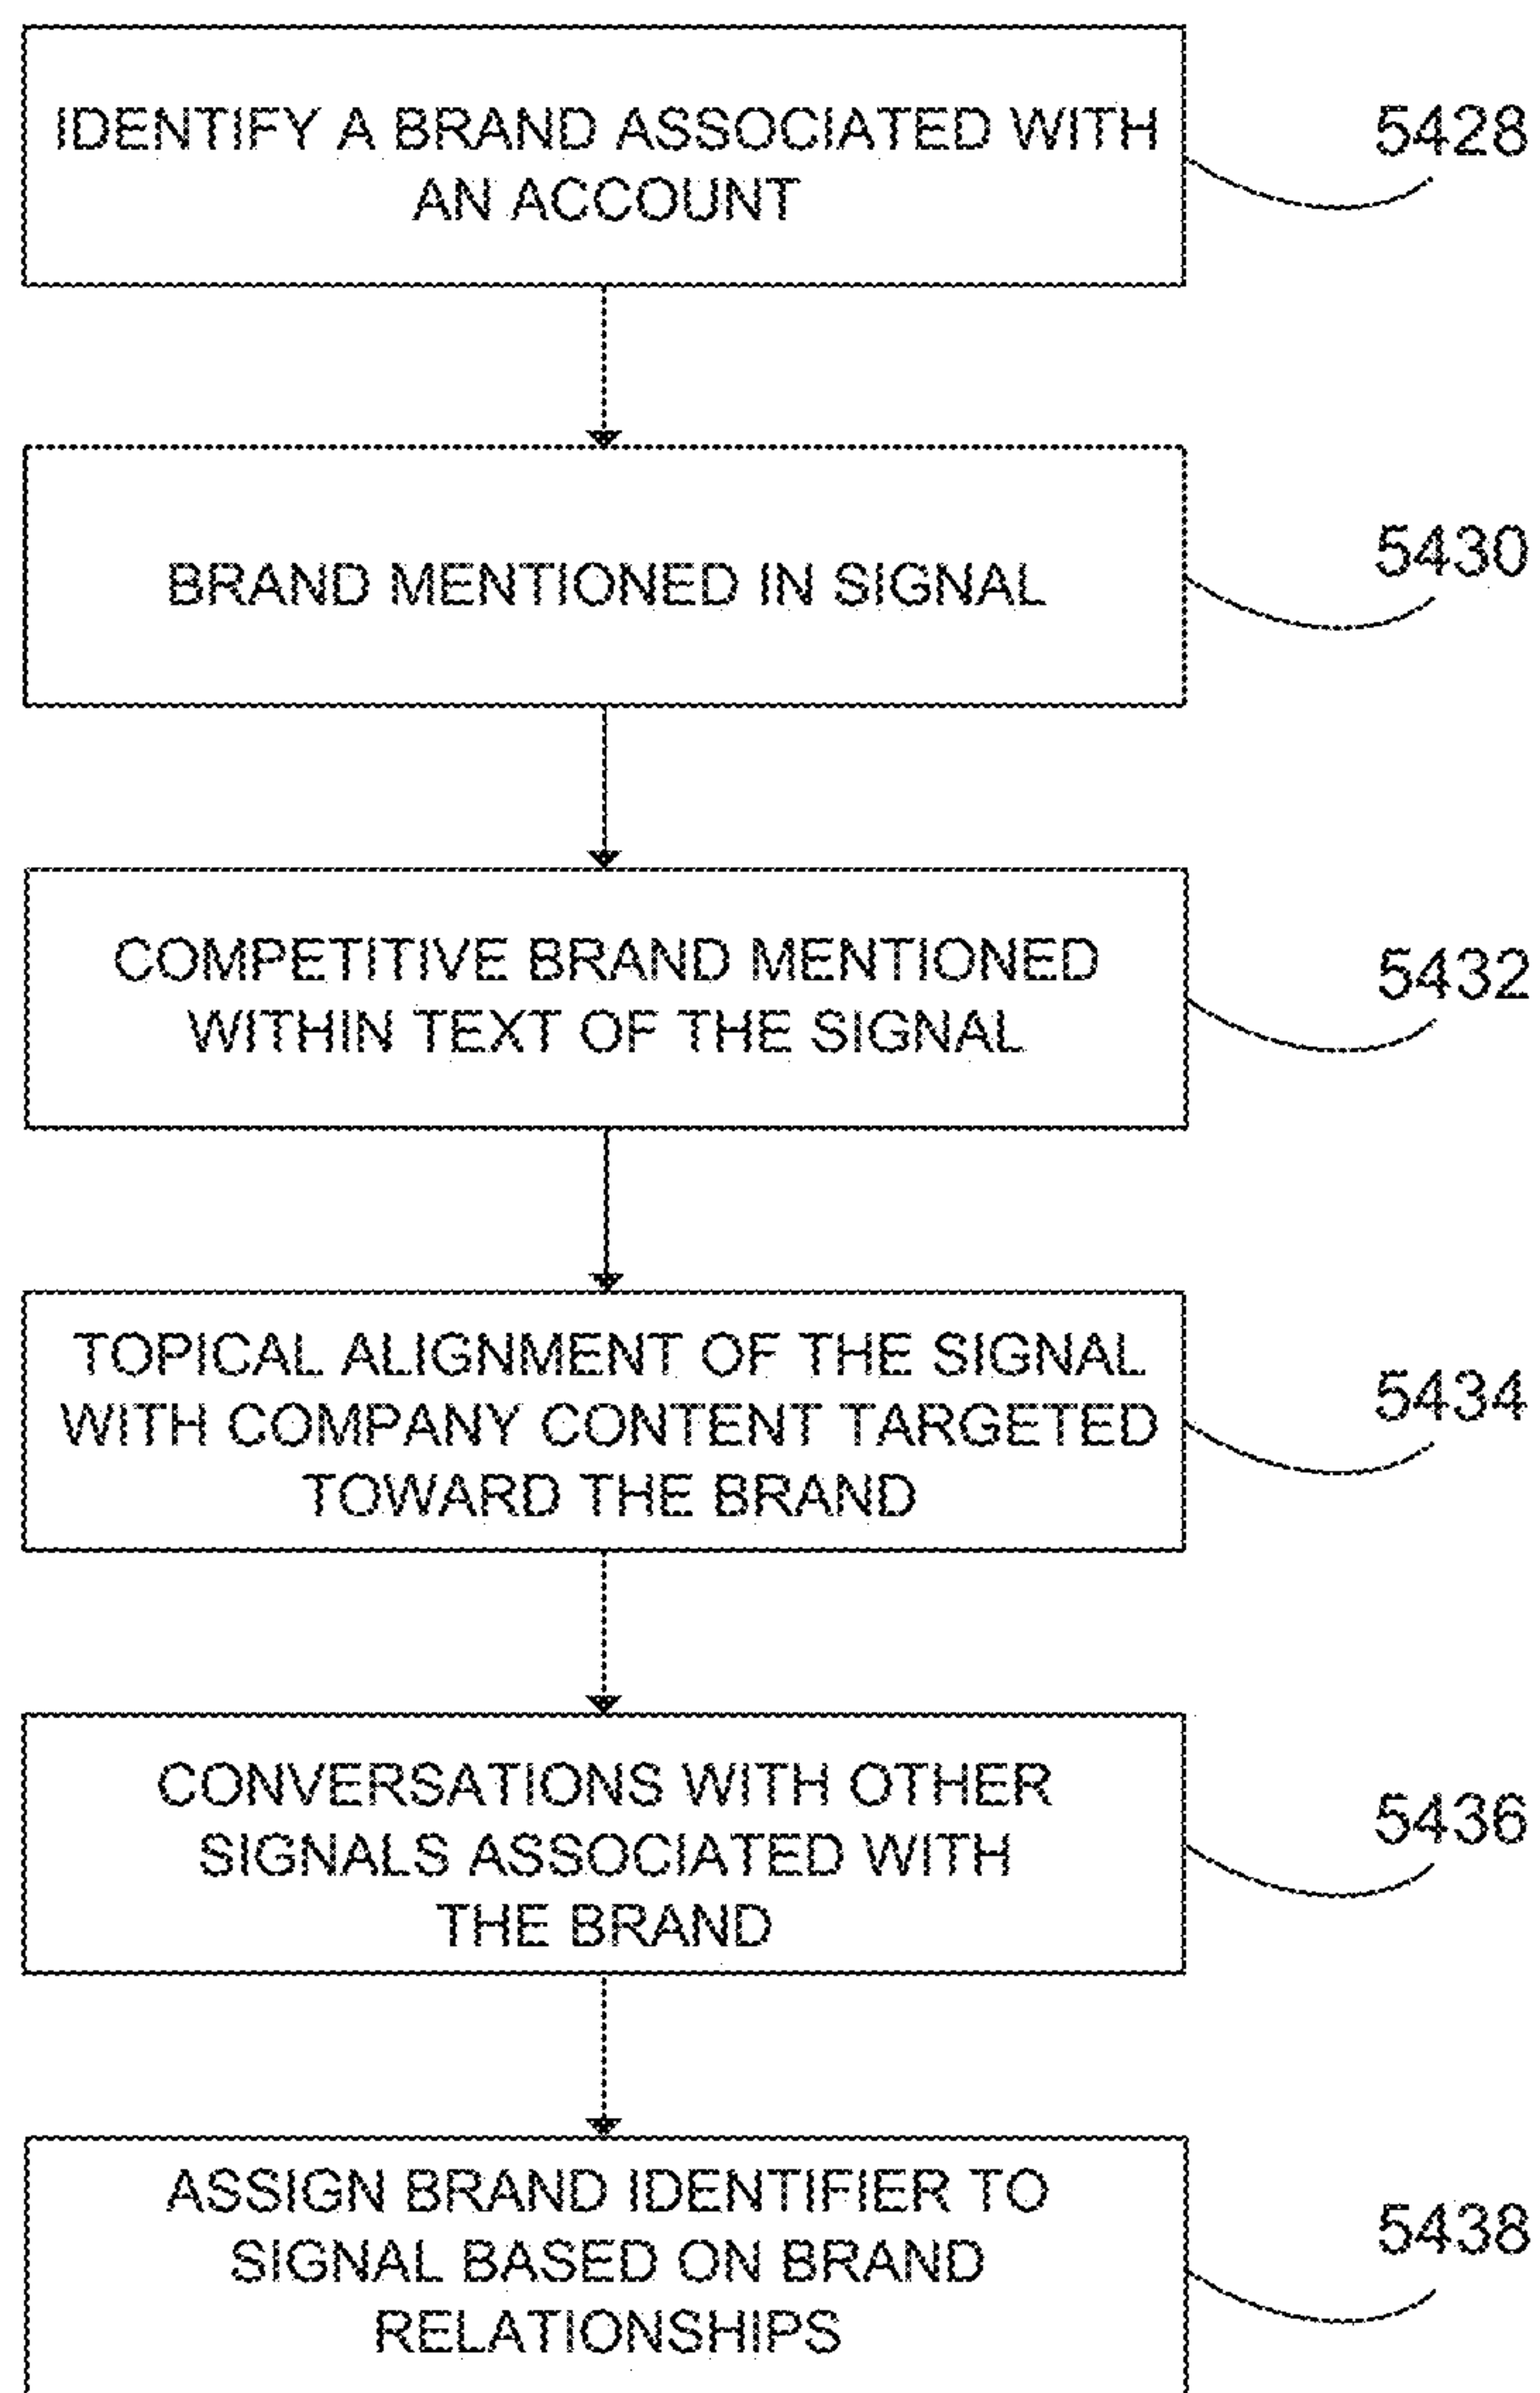 IDENTIFY A BRAND ASSOCIATED WITH
AN ACCOUNT
5428
BRAND MENTIONED IN SIGNAL
5430
COMPETITIVE BRAND MENTIONED
WITHIN TEXT OF THE SIGNAL
5432
TOPICAL ALIGNMENT OF THE SIGNAL
WITH COMPANY CONTENT TARGETED
TOWARD THE BRAND
5434
CONVERSATIONS WITH OTHER
SIGNALS ASSOCIATED WITH
THE BRAND
5436
ASSIGN BRAND IDENTIFIER TO
SIGNAL BASED ON BRAND
RELATIONSHIPS
5438